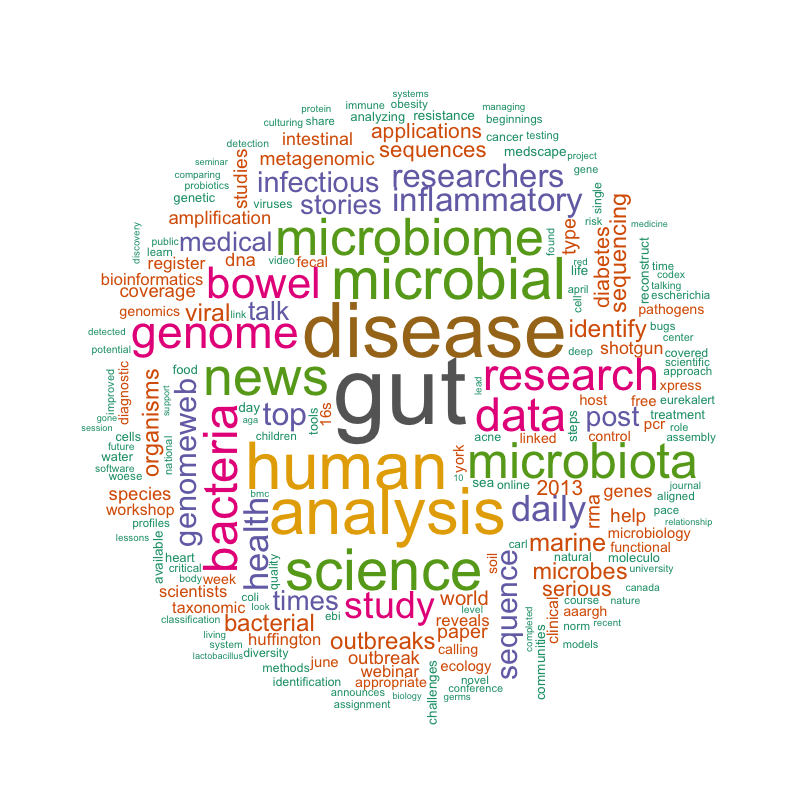 systems
protein
immune
obesity
managing
culturing
share
analyzing
resistance
beginnings
detection
intestinal
applications
cancer
testing
seminar
studies
metagenomic
sequences
medscape
project
comparing
probiotics
infectious
researchers
gene
genetic
viruses
stories
inflammatory
single
sequencing
amplification
risk
medicine
discovery
public
medical
microbiome
found
type
diabetes
reconstruct
learn
register
dna
video
fecal
red
life
time
codex
bioinformatics
bowel
microbial
cell
april
talking
escherichia
coverage
genomics
viral
link
talk
pathogens
detected
genome
disease
identify
bugs
center
potential
deep
shotgun
covered
scientific
approach
improved
diagnostic
organisms
support
food
genomeweb
news
gut
lead
research
xpress
host
free
eurekalert
gone
session
day
aga
top
tools
16s
data
post
treatment
steps
pcr
role
assembly
cells
future
water
software
woese
national
bacteria
children
acne
linked
control
human
york
microbiota
10
sea
online
species
workshop
profiles
bmc
health
analysis
2013
genes
journal
aligned
rma
help
pace
relationship
daily
lessons
available
heart
critical
body
week
quality
coli
science
carl
sequence
soil
marine
natural
microbiology
functional
moleculo
microbes
university
scientists
taxonomic
classification
look
times
study
world
level
serious
canada
course
nature
ebi
clinical
aaargh
bacterial
reveals
norm
recent
living
system
huffington
outbreaks
paper
completed
models
lactobacillus
diversity
calling
communities
methods
june
outbreak
webinar
ecology
identification
appropriate
novel
conference
announces
biology
challenges
germs
assignment